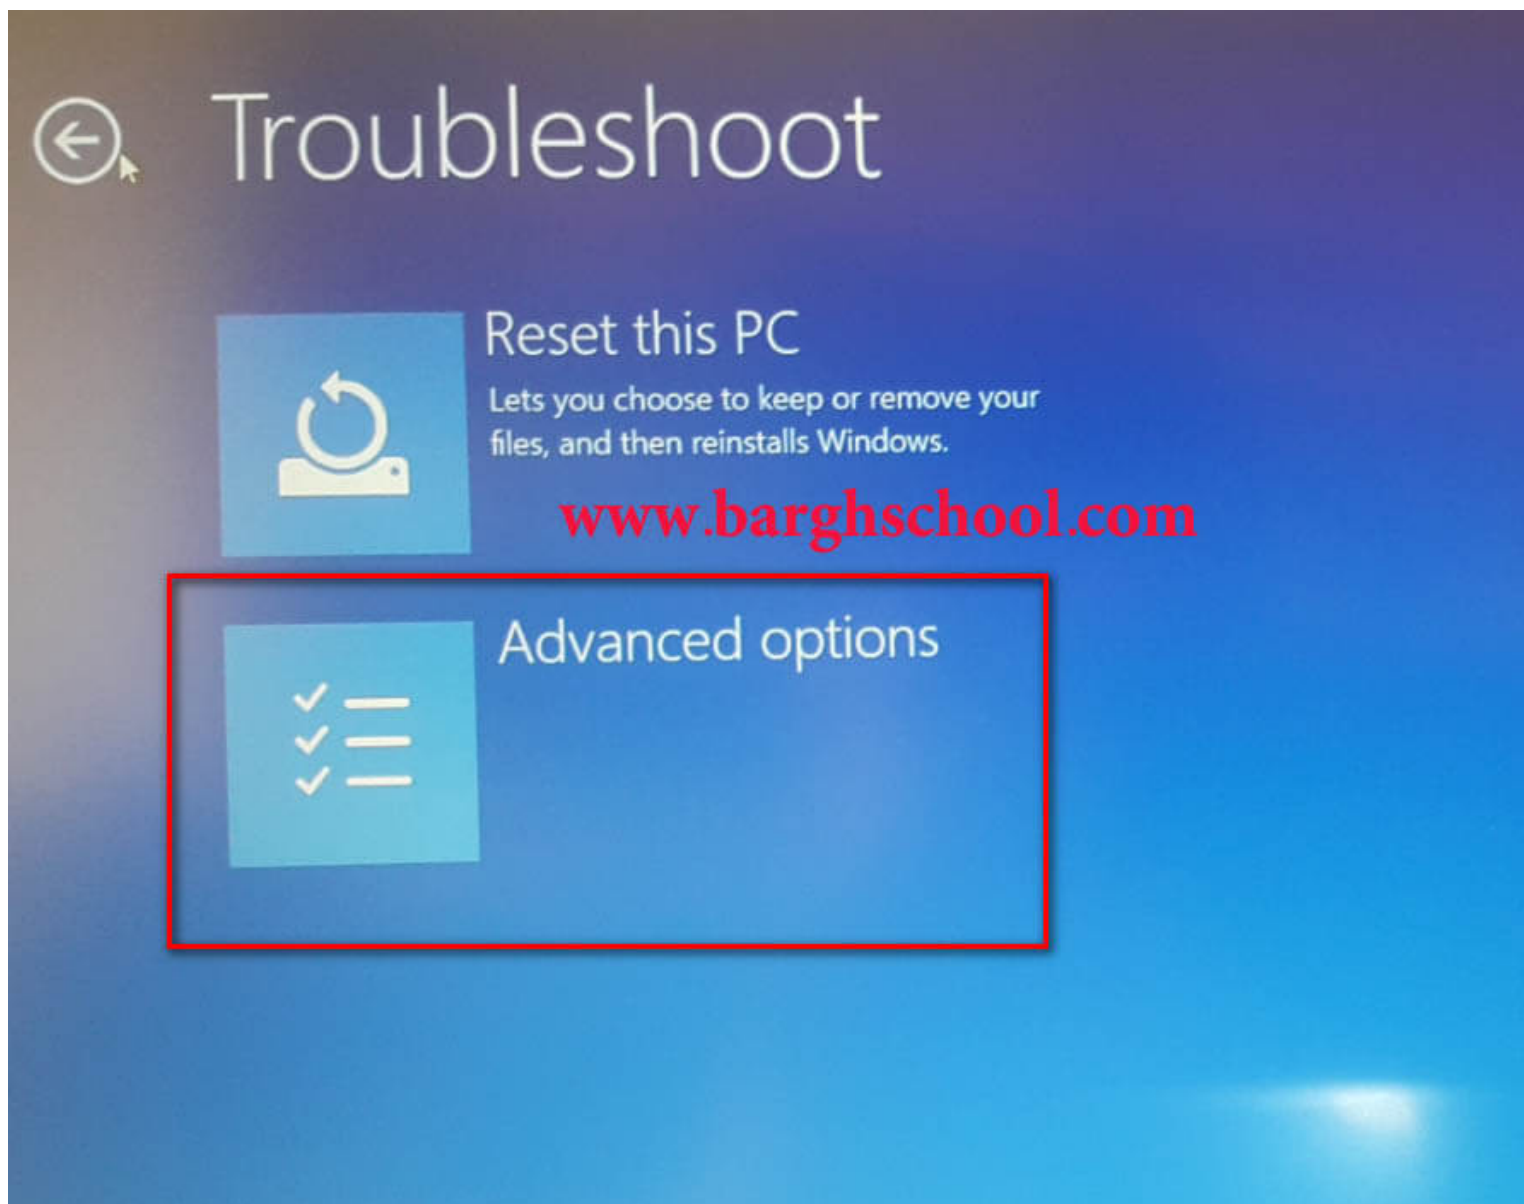 Troubleshoot
Reset this PC
Lets you choose to keep or remove your
files, and then reinstalls Windows.
www.barghschool.com
Advanced options